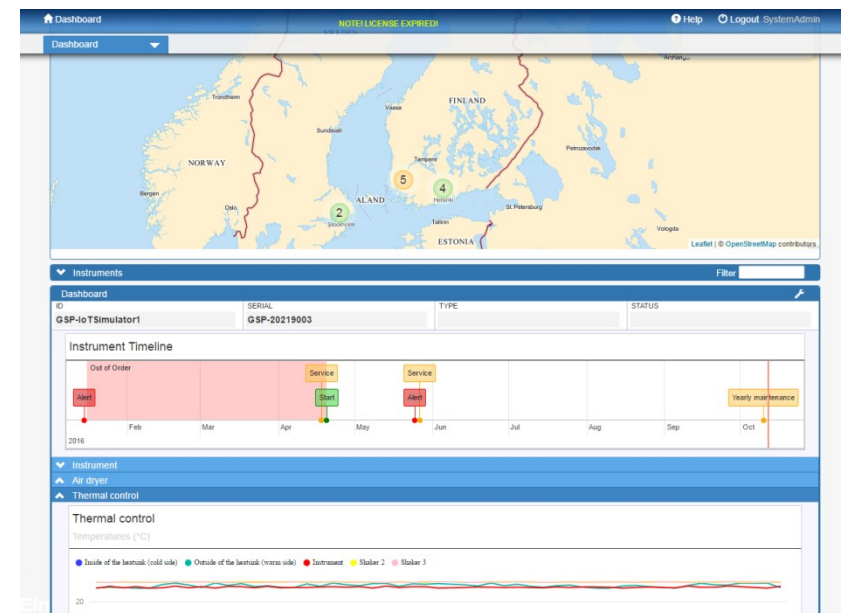 Dashboard NOTE! LICENSE EXPIRED! Help Logout SystemAdmin
Dashboard
Trondheim
Vaasa
FINLAND
Sundsvall
Petrozavodsk
NORWAY
Tampere
Bergen
5
4
Helsinki
Oslo
ALAND
2
Stockholm
St. Petersburg
Tallinn
Vologda
ESTONIA
Leaflet | © OpenStreetMap contributors
Instruments Filter
Dashboard
ID SERIAL TYPE STATUS
GSP-IoTSimulator1 GSP-20219003
Instrument Timeline
Out of Order
Service Service
Alert Start Alert Yearly maintenance
Feb Mar Apr May Jun Jul Aug Sep Oct
2016
Instrument
Air dryer
Thermal control
Thermal control
Temperatures (°C)
Inside of the heatsink (cold side) Outside of the heatsink (warm side) Instrument Shaker 2 Shaker 3
20